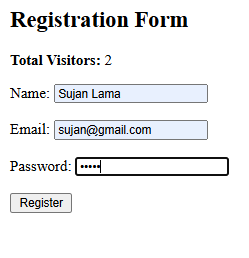 Registration Form
Total Visitors: 2
Name: Sujan Lama
Email: sujan@gmail.com
Password: •••••
Register